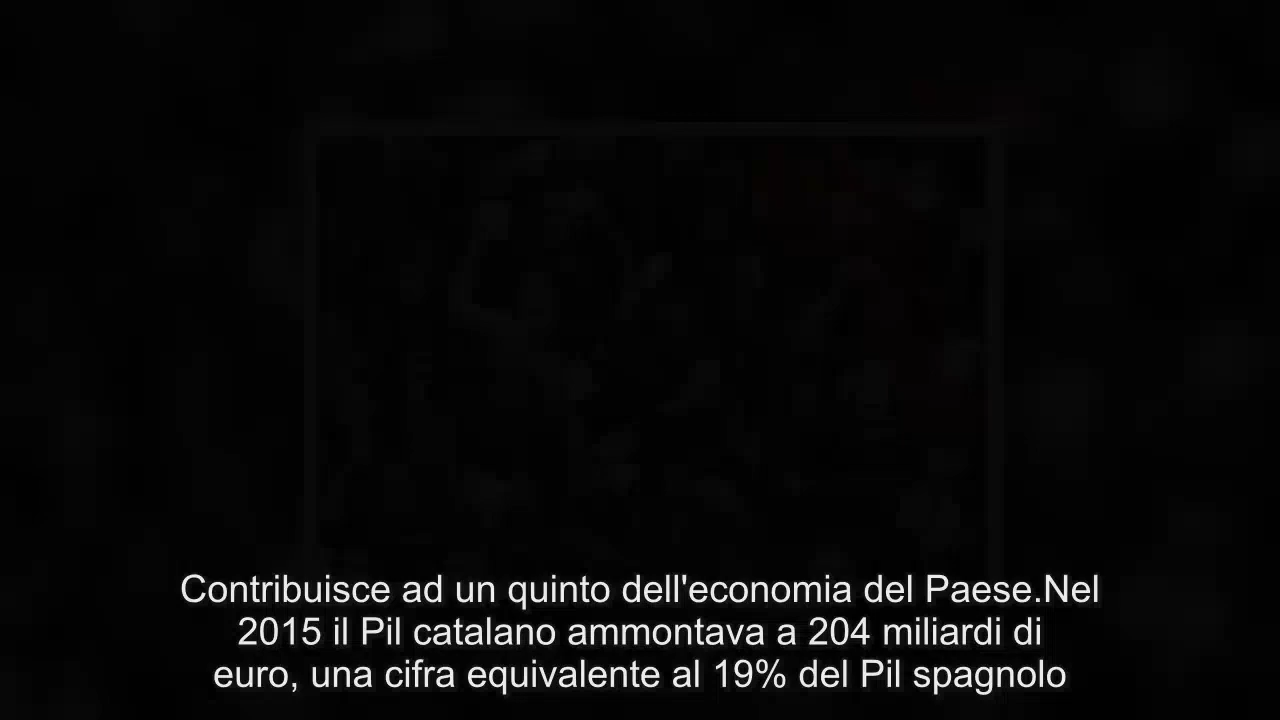 Contribuisce ad un quinto dell'economia del Paese.Nel
2015 il Pil catalano ammontava a 204 miliardi di
euro, una cifra equivalente al 19% del Pil spagnolo